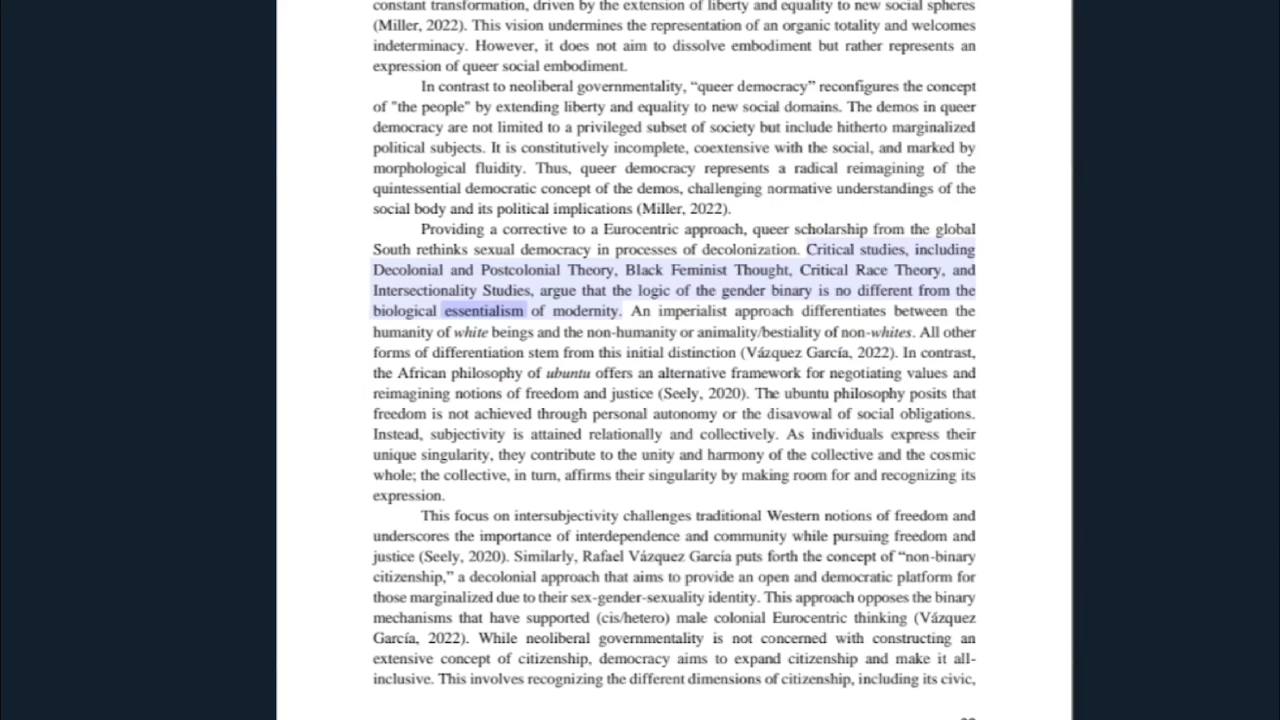 constant transformation, driven by the extension of liberty and equality to new social spheres
(Miller, 2022). This vision undermines the representation of an organic totality and welcomes
indeterminacy. However, it does not aim to dissolve embodiment but rather represents an
expression of queer social embodiment.
In contrast to neoliberal governmentality, “queer democracy” reconfigures the concept
of "the people" by extending liberty and equality to new social domains. The demos in queer
democracy are not limited to a privileged subset of society but include hitherto marginalized
political subjects. It is constitutively incomplete, coextensive with the social, and marked by
morphological fluidity. Thus, queer democracy represents a radical reimagining of the
quintessential democratic concept of the demos, challenging normative understandings of the
social body and its political implications (Miller, 2022).
Providing a corrective to a Eurocentric approach, queer scholarship from the global
South rethinks sexual democracy in processes of decolonization. Critical studies, including
Decolonial and Postcolonial Theory, Black Feminist Thought, Critical Race Theory, and
Intersectionality Studies, argue that the logic of the gender binary is no different from the
biological essentialism of modernity. An imperialist approach differentiates between the
humanity of white beings and the non-humanity or animality/bestiality of non-whites. All other
forms of differentiation stem from this initial distinction (Vázquez García, 2022). In contrast,
the African philosophy of ubuntu offers an alternative framework for negotiating values and
reimagining notions of freedom and justice (Seely, 2020). The ubuntu philosophy posits that
freedom is not achieved through personal autonomy or the disavowal of social obligations.
Instead, subjectivity is attained relationally and collectively. As individuals express their
unique singularity, they contribute to the unity and harmony of the collective and the cosmic
whole; the collective, in turn, affirms their singularity by making room for and recognizing its
expression.
This focus on intersubjectivity challenges traditional Western notions of freedom and
underscores the importance of interdependence and community while pursuing freedom and
justice (Seely, 2020). Similarly, Rafael Vázquez García puts forth the concept of “non-binary
citizenship,” a decolonial approach that aims to provide an open and democratic platform for
those marginalized due to their sex-gender-sexuality identity. This approach opposes the binary
mechanisms that have supported (cis/hetero) male colonial Eurocentric thinking (Vázquez
García, 2022). While neoliberal governmentality is not concerned with constructing an
extensive concept of citizenship, democracy aims to expand citizenship and make it all-
inclusive. This involves recognizing the different dimensions of citizenship, including its civic,